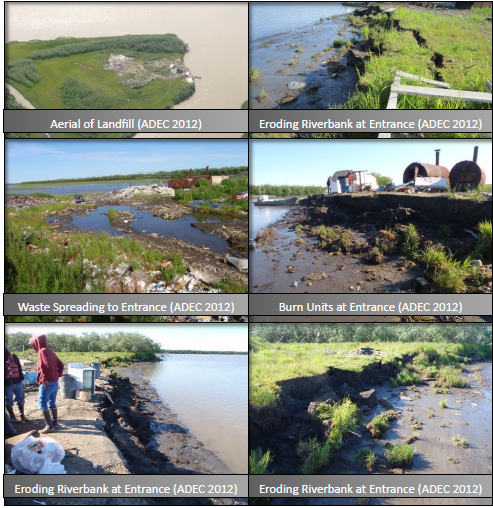 Aerial of Landfill (ADEC 2012)
Eroding Riverbank at Entrance (ADEC 2012)
Waste Spreading to Entrance (ADEC 2012)
Burn Units at Entrance (ADEC 2012)
Eroding Riverbank at Entrance (ADEC 2012)
Eroding Riverbank at Entrance (ADEC 2012)